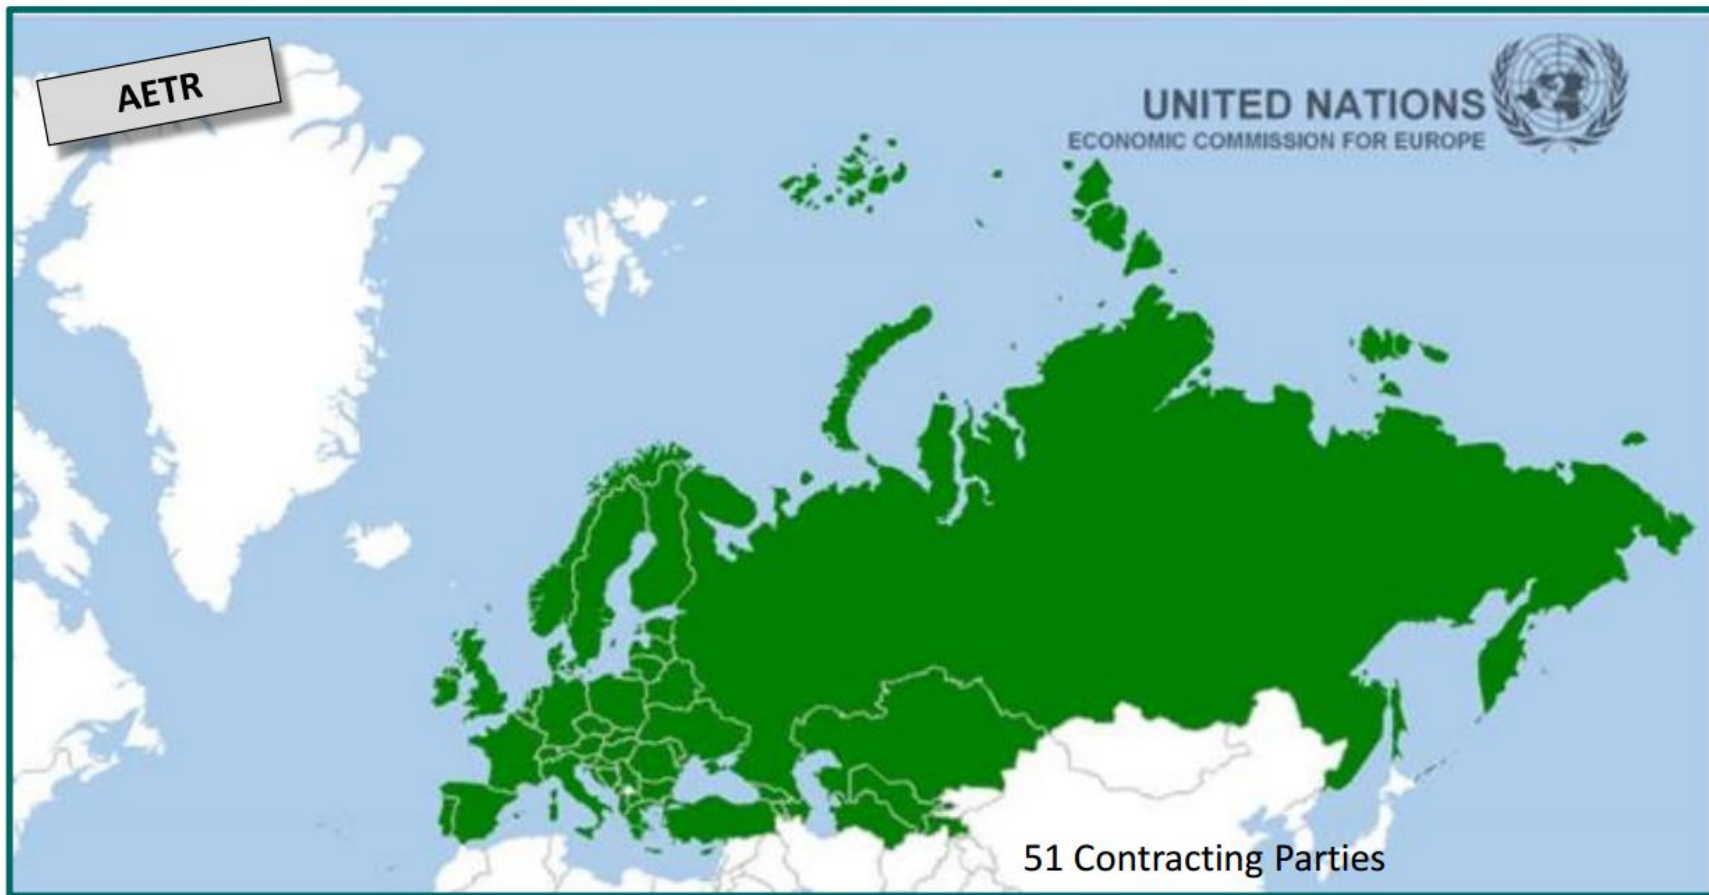 AETR
UNITED NATIONS
ECONOMIC COMMISSION FOR EUROPE
51 Contracting Parties